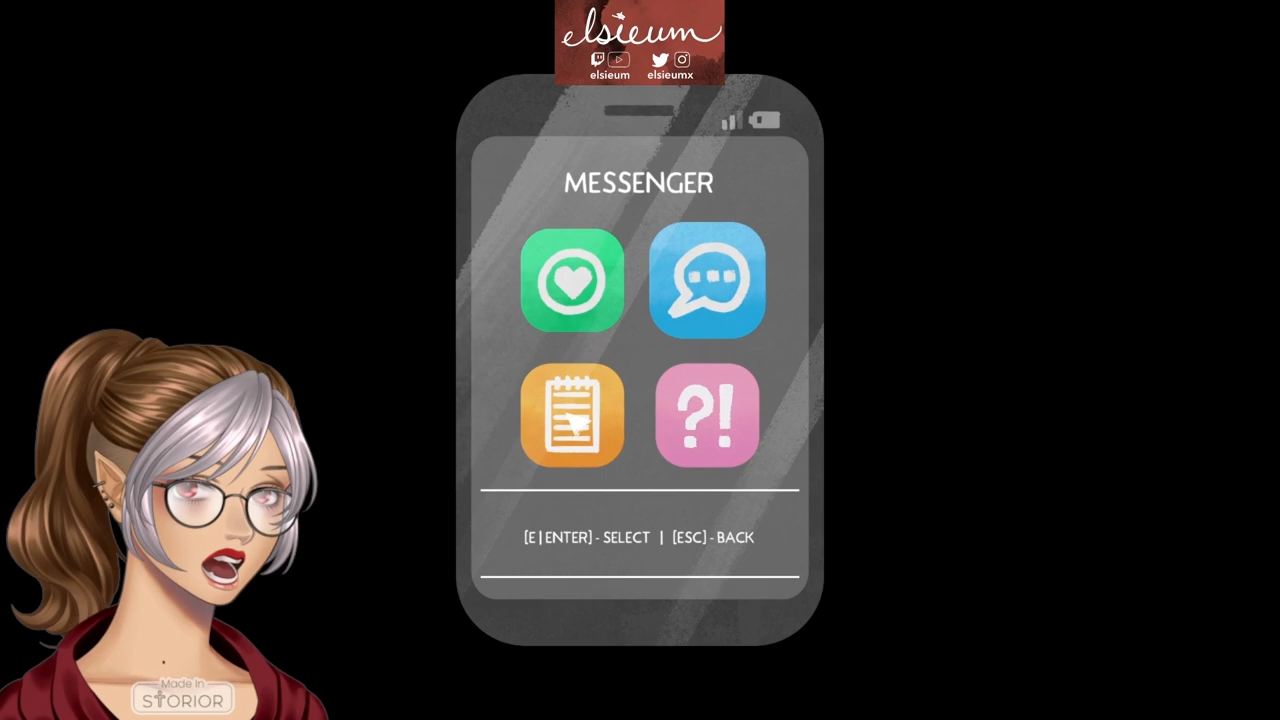 elsieum
elsieum elsieumx
MESSENGER
?!
[E|ENTER] - SELECT | [ESC] - BACK
Made In
STORIOR